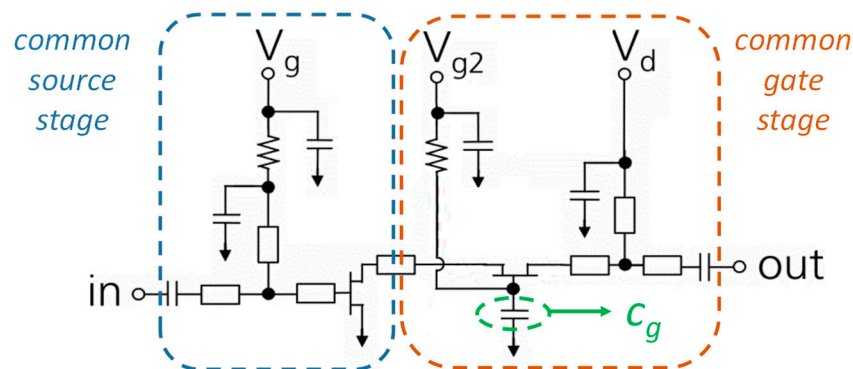 common
source
stage
V
g
V
g2
V
d
common
gate
stage
in
out
c
g